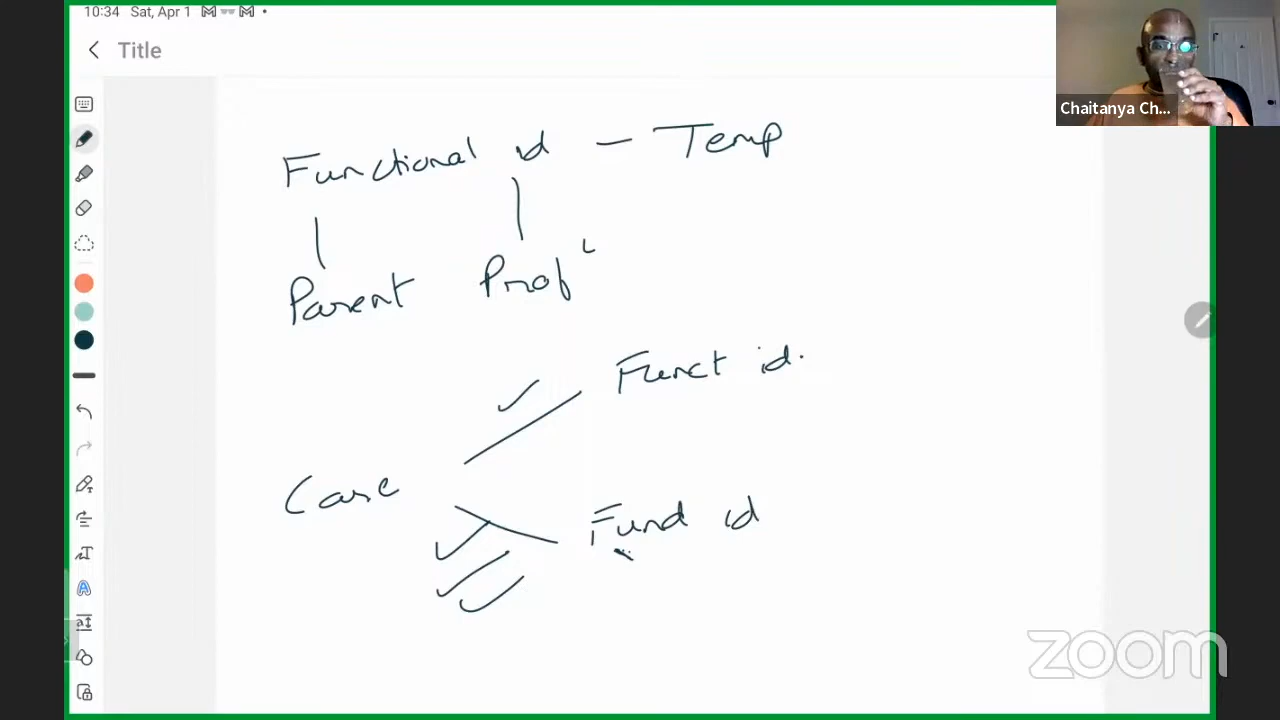 10:34 Sat, Apr 1
Title
Chaitanya Ch...
Functional id - Temp
Parent Prof
Funct id.
Case
Fund id
zoom